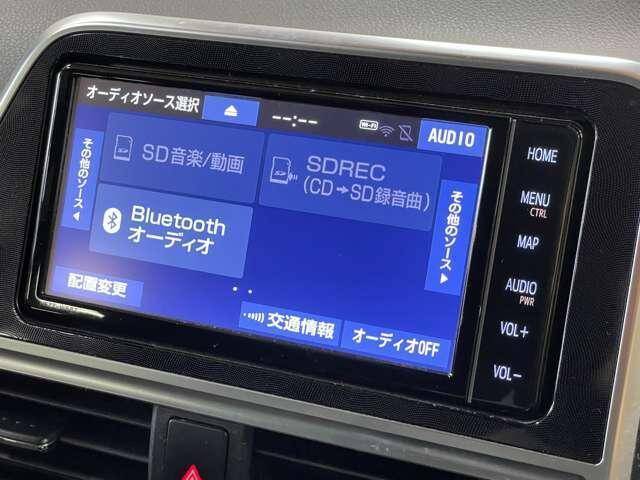 オーディオソース選択
--:--
Wi-Fi
AUDIO
その他のソース
SD音楽/動画
SDREC
(CD➡SD録音曲)
その他のソース
Bluetooth
オーディオ
配置変更
交通情報
オーディオOFF
HOME
MENU
CTRL
MAP
AUDIO
PWR
VOL+
VOL-